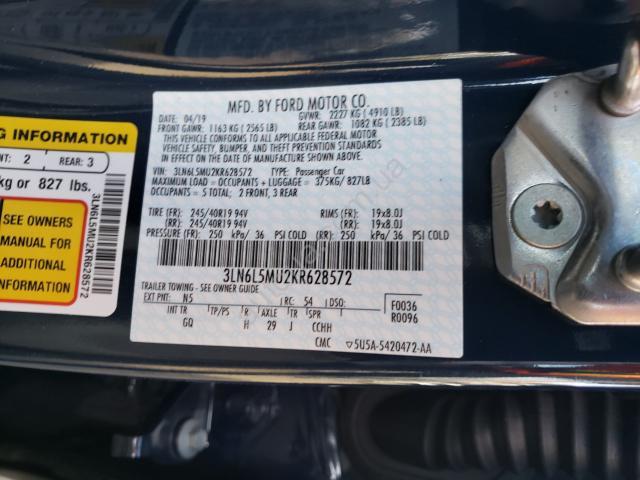 MFD. BY FORD MOTOR CO.
04/19 GVWR: 2227 KG ( 4910 LB)
FRONT GAWR: 1163 KG ( 2565 LB) REAR GAWR: 1082 KG ( 2385 LB)
THIS VEHICLE CONFORMS TO ALL APPLICABLE FEDERAL MOTOR
VEHICLE SAFETY, BUMPER, AND THEFT PREVENTION STANDARDS IN
EFFECT ON THE DATE OF MANUFACTURE SHOWN ABOVE.
VIN: 3LN6L5MU2KR628572 TYPE: Passenger Car
MAXIMUM LOAD = OCCUPANTS + LUGGAGE = 375KG/ 827LB
OCCUPANTS = 5 TOTAL: 2 FRONT, 3 REAR
TIRE (FR): 245/40R19 94V RIMS (FR): 19x8.0J
(RR): 245/40R19 94V (RR): 19x8.0J
PRESSURE (FR): 250 kPa/ 36 PSI COLD (RR): 250 kPa/ 36 PSI COLD
3LN6L5MU2KR628572
TRAILER TOWING - SEE OWNER GUIDE.
EXT PNT: N5 RC: 54 DSO: F0036
R0096
INT TR TP/PS R AXLE TR SPR
GQ H 29 J CCHH
CMC ▽5U5A-5420472-AA
G INFORMATION
NT: 2 REAR: 3
kg or 827 lbs.
SEE OWNERS
MANUAL FOR
ADDITIONAL
INFORMATION
3LN6L5MU2KR628572